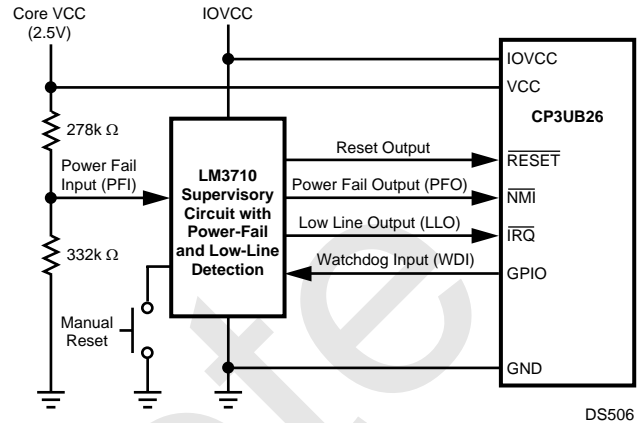 Core VCC
(2.5V)
IOVCC
IOVCC
VCC
CP3UB26
278k Ω
Reset Output
RESET
Power Fail
Input (PFI)
LM3710
Supervisory
Circuit with
Power-Fail
and Low-Line
Detection
Power Fail Output (PFO)
NMI
Low Line Output (LLO)
IRQ
332k Ω
Watchdog Input (WDI)
GPIO
Manual
Reset
GND
DS506